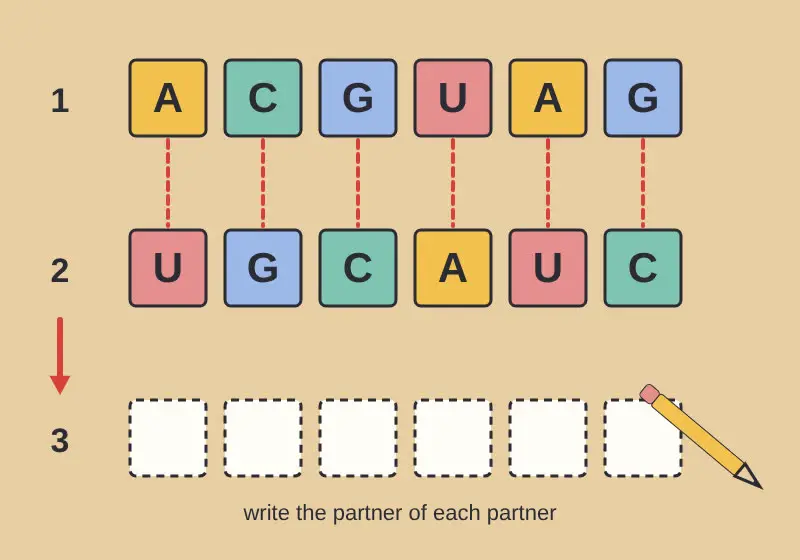 1 A C G U A G
2 U G C A U C
3
write the partner of each partner